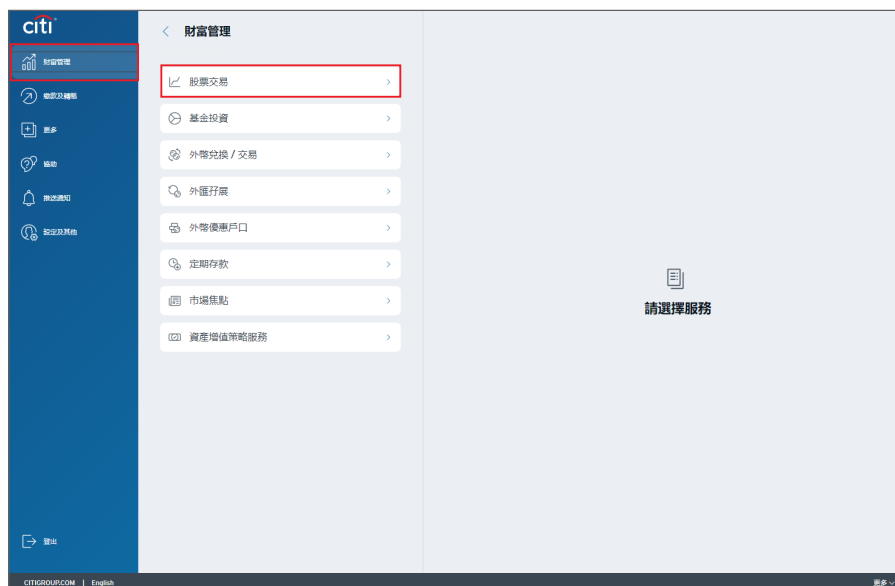 citi
財富管理
繳款及轉賬
更多
協助
推送通知
設定及其他
登出
財富管理
股票交易
基金投資
外幣兌換 / 交易
外匯孖展
外幣優惠戶口
定期存款
市場焦點
資產增值策略服務
請選擇服務
CITIGROUP.COM | English
更多